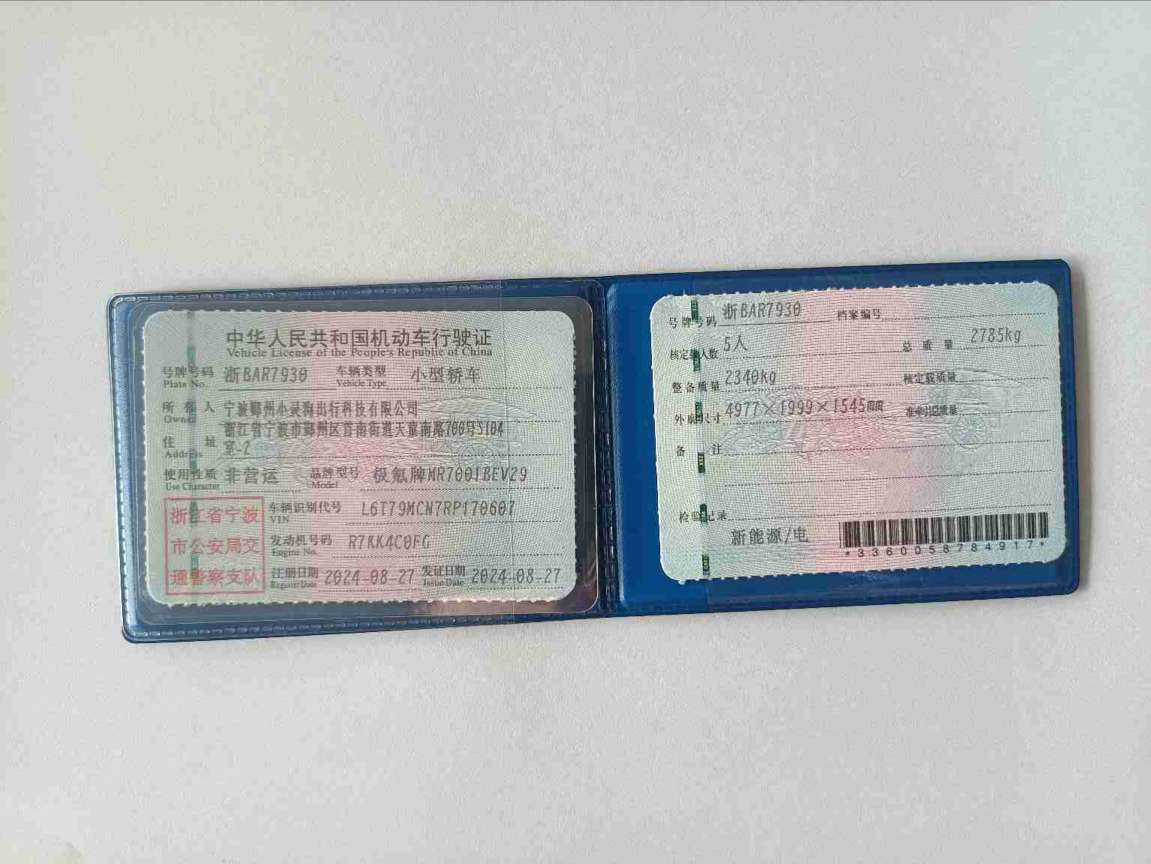 中华人民共和国机动车行驶证
Vehicle License of the People's Republic of China
号牌号码 浙BAR7930 车辆类型 小型轿车
Plate No. Vehicle Type
所有人 宁波鄞州小灵狗出行科技有限公司
Owner
浙江省宁波市鄞州区首南街道天童南路700号5104
住址 室-2
Address
使用性质 非营运 品牌型号 极氪牌MR7001BEV29
Use Character Model
浙江省宁波
市公安局交
通警察支队
车辆识别代号 L6T79MCN7RP170607
VIN
发动机号码 R7KK4C0FG
Engine No.
注册日期 2024-08-27 发证日期 2024-08-27
Register Date Issue Date
号牌号码 浙BAR7930 档案编号
核定载人数 5人 总质量 2785kg
整备质量 2340kg 核定载质量
外廓尺寸 4977×1999×1545mm 准牵引总质量
备注
检验记录
新能源/电
*3360058784917*